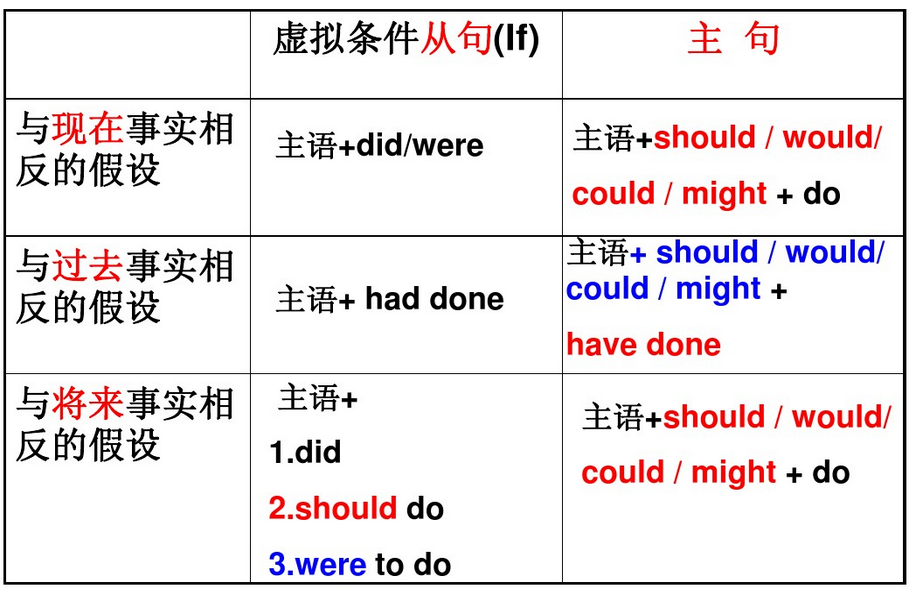 虚拟条件从句(If)
主 句
与现在事实相
反的假设
主语+did/were
主语+should / would/
could / might + do
与过去事实相
反的假设
主语+ had done
主语+ should / would/
could / might +
have done
与将来事实相
反的假设
主语+
1.did
2.should do
3.were to do
主语+should / would/
could / might + do